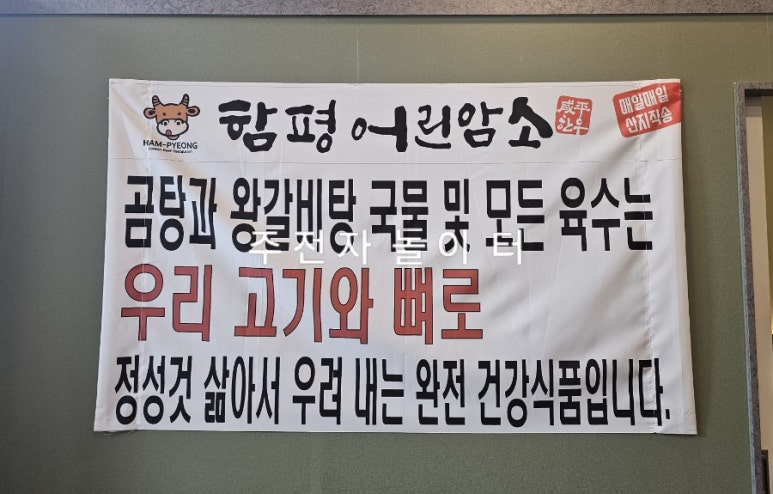 함평어린암소
咸平
한우
매일매일
산지직송
HAM-PYEONG
곰탕과 왕갈비탕 국물 및 모든 육수는
주전자놀이터
우리 고기와 뼈로
정성껏 삶아서 우려 내는 완전 건강식품입니다.